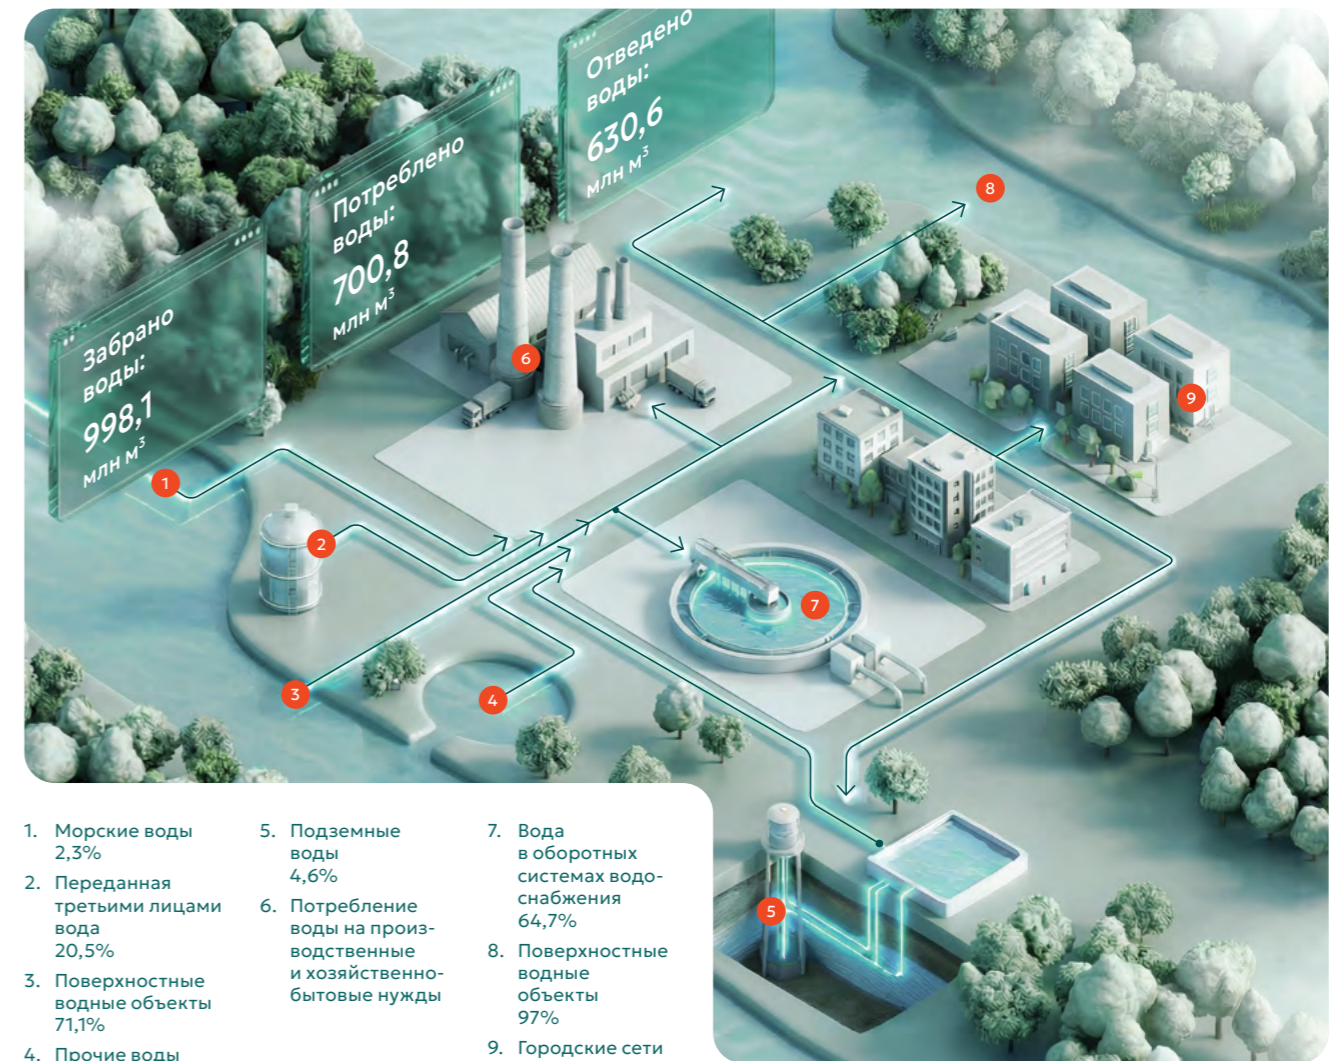 Забрано
воды:
998,1
млн м³
Потреблено
воды:
700,8
млн м³
Отведено
воды:
630,6
млн м³
1
2
3
4
5
6
7
8
9
1. Морские воды
2,3%
2. Переданная
третьими лицами
вода
20,5%
3. Поверхностные
водные объекты
71,1%
4. Прочие воды
5. Подземные
воды
4,6%
6. Потребление
воды на произ-
водственные
и хозяйственно-
бытовые нужды
7. Вода
в оборотных
системах водо-
снабжения
64,7%
8. Поверхностные
водные
объекты
97%
9. Городские сети